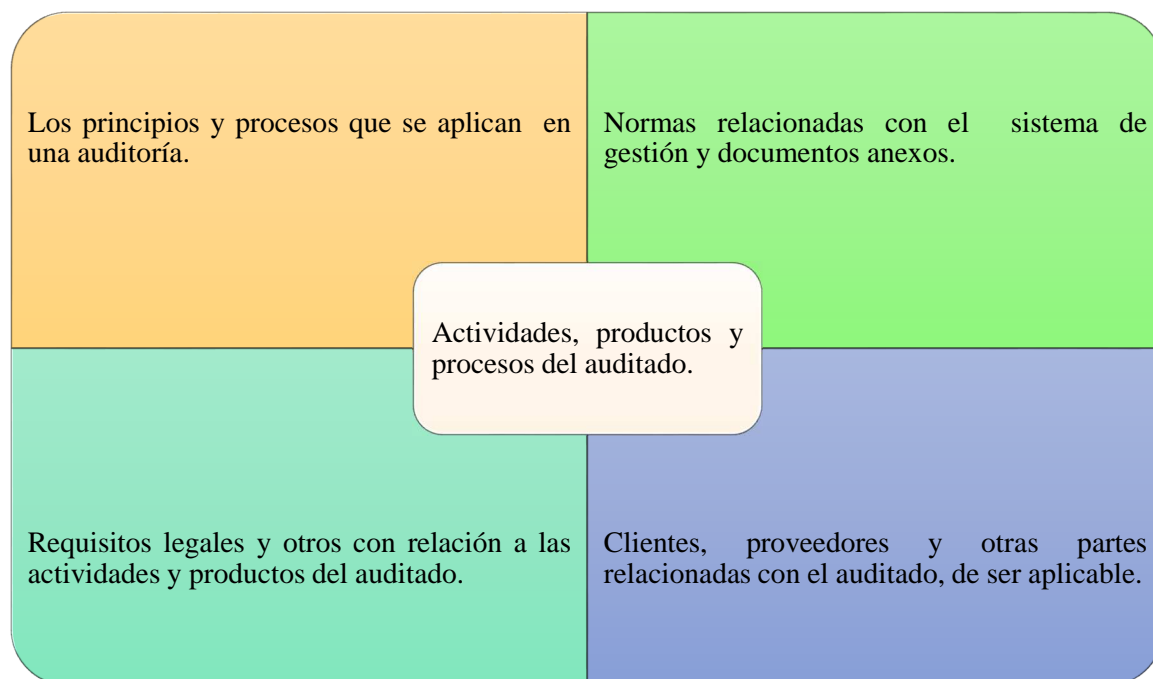 Los principios y procesos que se aplican en
una auditoría.
Normas relacionadas con el sistema de
gestión y documentos anexos.
Actividades, productos y
procesos del auditado.
Requisitos legales y otros con relación a las
actividades y productos del auditado.
Clientes, proveedores y otras partes
relacionadas con el auditado, de ser aplicable.